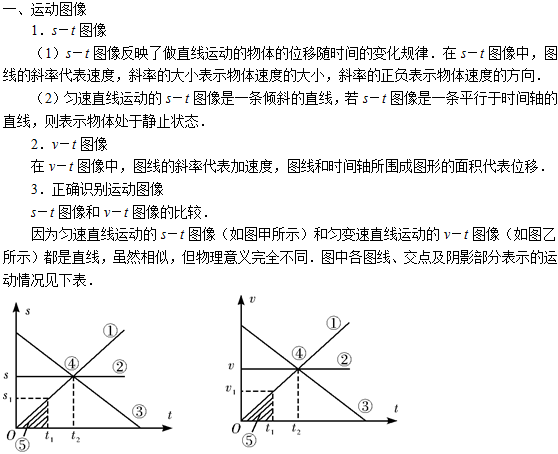 一、运动图像
1．s－t 图像
（1）s－t 图像反映了做直线运动的物体的位移随时间的变化规律．在 s－t 图像中，图
线的斜率代表速度，斜率的大小表示物体速度的大小，斜率的正负表示物体速度的方向．
（2）匀速直线运动的 s－t 图像是一条倾斜的直线，若 s－t 图像是一条平行于时间轴的
直线，则表示物体处于静止状态．
2．v－t 图像
在 v－t 图像中，图线的斜率代表加速度，图线和时间轴所围成图形的面积代表位移．
3．正确识别运动图像
s－t 图像和 v－t 图像的比较．
因为匀速直线运动的 s－t 图像（如图甲所示）和匀变速直线运动的 v－t 图像（如图乙
所示）都是直线，虽然相似，但物理意义完全不同．图中各图线、交点及阴影部分表示的运
动情况见下表．
s
①
④
②
s
s₁
③
t
O
⑤
t₁
t₂
v
①
④
②
v
v₁
③
t
O
⑤
t₁
t₂